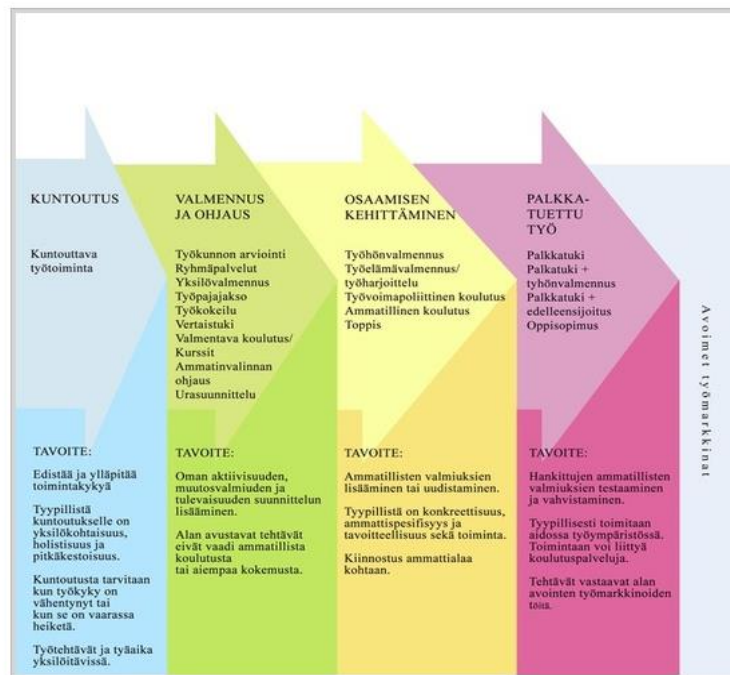 KUNTOUTUS
Kuntouttava
työtoiminta
TAVOITE:
Edistää ja ylläpitää
toimintakykyä
Tyypillistä
kuntoutukselle on
yksilökohtaisuus,
holistisuus ja
pitkäkestoisuus.
Kuntoutusta tarvitaan
kun työkyky on
vähentynyt tai
kun se on vaarassa
heiketä.
Työtehtävät ja tyäaika
yksilöitävissä.
VALMENNUS
JA OHJAUS
Työkunnon arviointi
Ryhmäpalvelut
Yksilövalmennus
Työpajajakso
Työkokeilu
Vertaistuki
Valmentava koulutus/
Kurssit
Ammatinvalinnan
ohjaus
Urasuunnittelu
TAVOITE:
Oman aktiivisuuden,
muutosvalmiuden ja
tulevaisuuden suunnittelun
lisääminen.
Alan avustavat tehtävät
eivät vaadi ammatillista
koulutusta
tai aiempaa kokemusta.
OSAAMISEN
KEHITTÄMINEN
Työhönvalmennus
Työelämävalmennus/
työharjoittelu
Työvoimapoliittinen koulutus
Ammatillinen koulutus
Toppis
TAVOITE:
Ammatillisten valmiuksien
lisääminen tai uudistaminen.
Tyypillistä on konkreettisuus,
ammattispesifisyys ja
tavoitteellisuus sekä toiminta.
Kiinnostus ammattialaa
kohtaan.
PALKKA-
TUETTU
TYÖ
Palkkatuki
Palkatuki +
tyhönvalmennus
Palkkatuki +
edelleensijoitus
Oppisopimus
TAVOITE:
Hankittujen ammatillisten
valmiuksien testaaminen
ja vahvistaminen.
Tyypillisesti toimitaan
aidossa työympäristössä.
Toimintaan voi liittyä
koulutuspalveluja.
Tehtävät vastaavat alan
avointen työmarkkinoiden
töitä.
Avoimet työmarkkinat